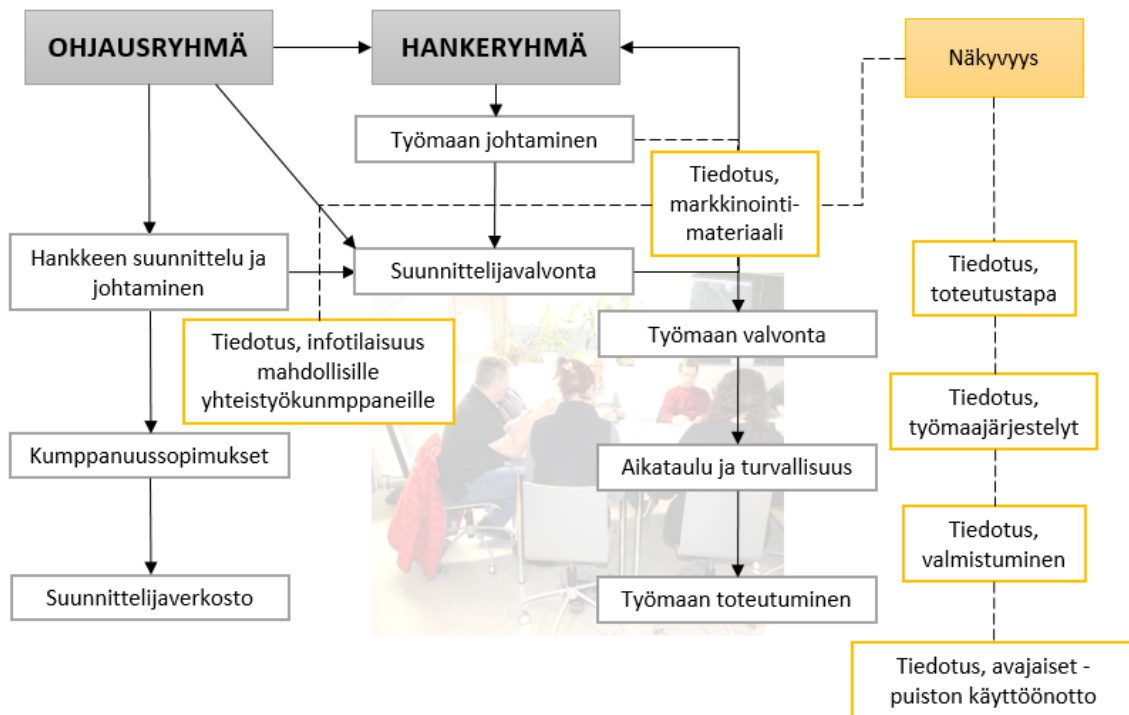 OHJAUSRYHMÄ
HANKERYHMÄ
Näkyvyys
Työmaan johtaminen
Tiedotus,
markkinointi-
materiaali
Hankkeen suunnittelu ja
johtaminen
Suunnittelijavalvonta
Tiedotus,
toteutustapa
Tiedotus, infotilaisuus
mahdollisille
yhteistyökunmppaneille
Työmaan valvonta
Tiedotus,
työmaajärjestelyt
Kumppanuussopimukset
Aikataulu ja turvallisuus
Tiedotus,
valmistuminen
Suunnittelijaverkosto
Työmaan toteutuminen
Tiedotus, avajaiset -
puiston käyttöönotto